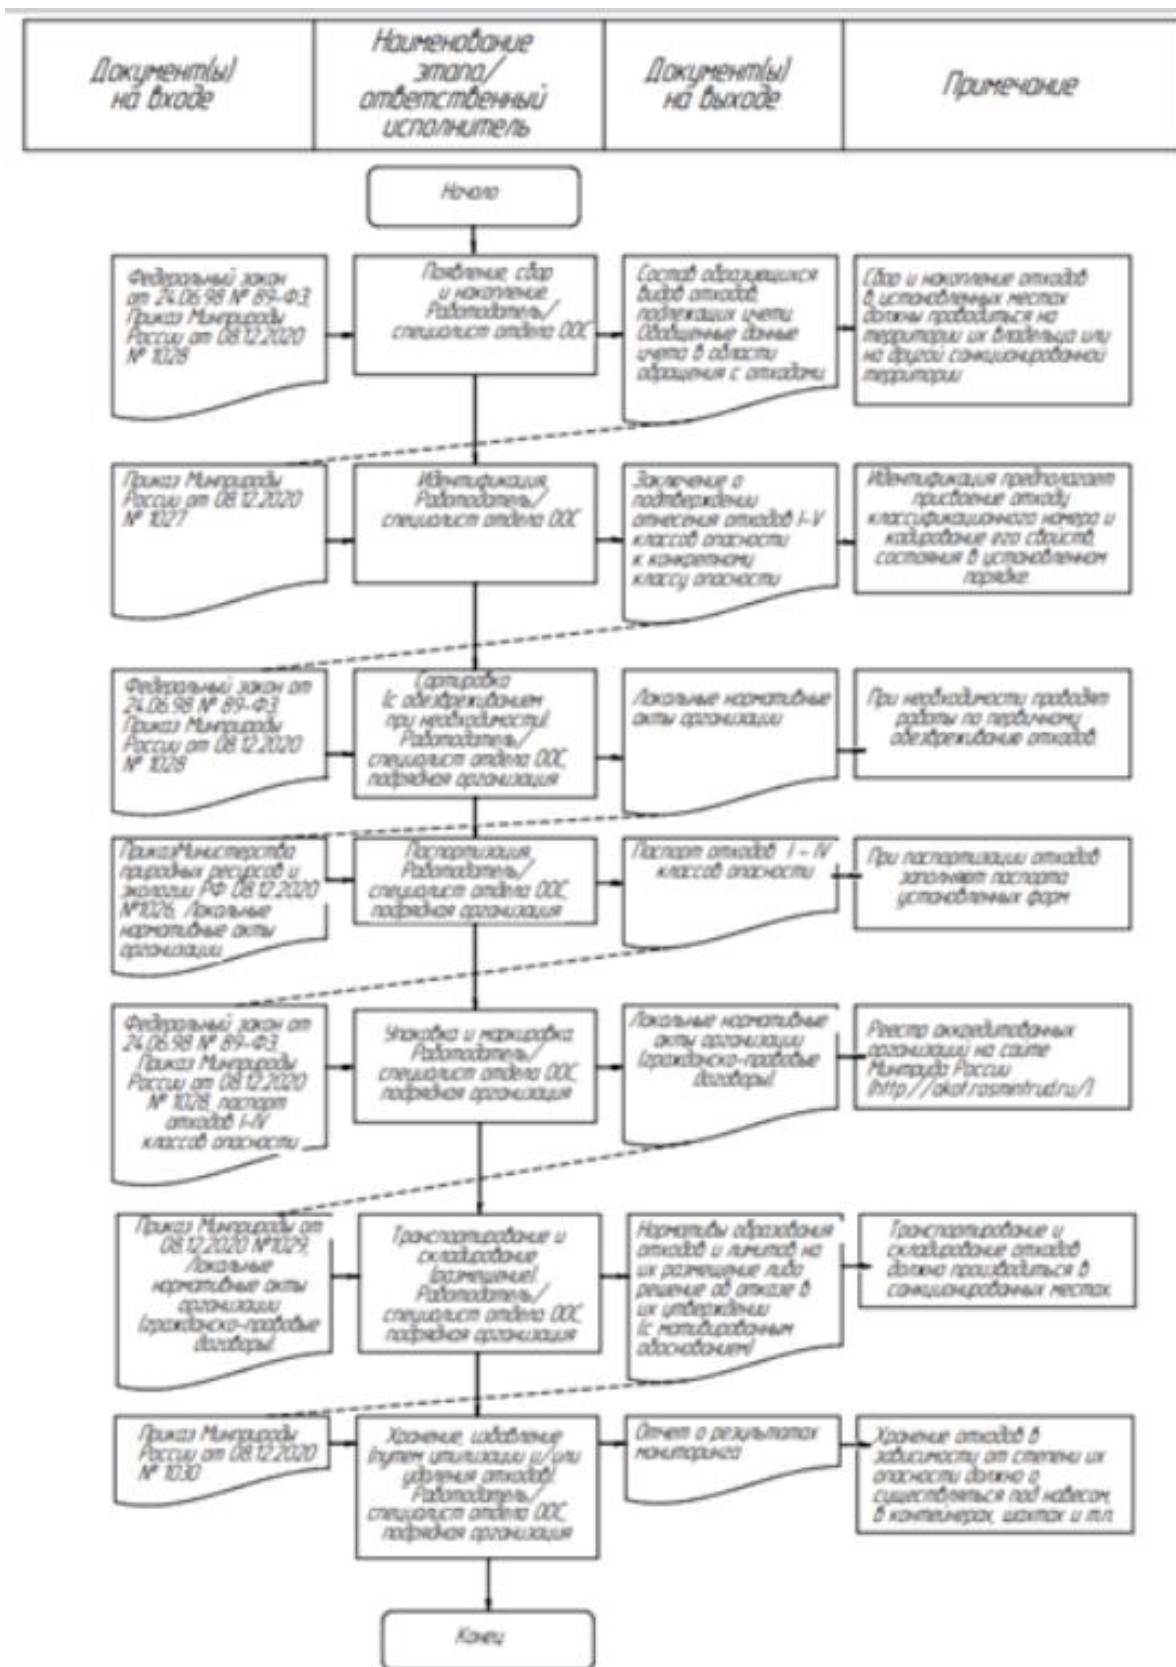 Документ(ы)
на входе
Наименование
этапа/
ответственный
исполнитель
Документ(ы)
на выходе
Примечание
Начало
Федеральный закон
от 24.06.98 № 89-ФЗ,
Приказ Минприроды
России от 08.12.2020
№ 1028
Появление, сбор
и накопление.
Работодатель/
специалист отдела ООС
Состав образующихся
видов отходов,
подлежащих учету.
Обобщенные данные
учета в области
обращения с отходами
Сбор и накопление отходов
в установленных местах
должны проводиться на
территории их владельца или
на другой санкционированной
территории
Приказ Минприроды
России от 08.12.2020
№ 1027
Идентификация.
Работодатель/
специалист отдела ООС
Заключение о
подтверждении
отнесения отходов I-V
классов опасности
к конкретному
классу опасности
Идентификация предполагает
присвоение отходу
классификационного номера и
кодирование его свойств,
состояния в установленном
порядке
Федеральный закон от
24.06.98 № 89-ФЗ,
Приказ Минприроды
России от 08.12.2020
№ 1028
Сортировка
(с обезвреживанием
при необходимости).
Работодатель/
специалист отдела ООС,
подрядная организация
Локальные нормативные
акты организации
При необходимости проводят
работы по первичному
обезвреживание отходов
ПриказМинистерства
природных ресурсов и
экологии РФ 08.12.2020
№1026, Локальные
нормативные акты
организации
Паспортизация.
Работодатель/
специалист отдела ООС,
подрядная организация
Паспорт отходов I - IV
классов опасности
При паспортизации отходов
заполняют паспорта
установленных форм
Федеральный закон от
24.06.98 № 89-ФЗ,
Приказ Минприроды
России от 08.12.2020
№ 1028, паспорт
отходов I-IV
классов опасности
Упаковка и маркировка.
Работодатель/
специалист отдела ООС,
подрядная организация
Локальные нормативные
акты организации
(гражданско-правовые
договоры)
Реестр аккредитованных
организаций на сайте
Минтруда России
(http://akot.rosmintrud.ru/)
Приказ Минприроды от
08.12.2020 №1029,
Локальные
нормативные акты
организации
(гражданско-правовые
договоры)
Транспортирование и
складирование
(размещение).
Работодатель/
специалист отдела ООС,
подрядная организация
Нормативы образования
отходов и лимитов на
их размещение либо
решение об отказе в
их утверждении
(с мотивированным
обоснованием)
Транспортирование и
складирование отходов
должно производиться в
санкционированных местах
Приказ Минприроды
России от 08.12.2020
№ 1030
Хранение, избавление
(путем утилизации и/или
удаления отходов).
Работодатель/
специалист отдела ООС,
подрядная организация
Отчет о результатах
мониторинга
Хранение отходов в
зависимости от степени их
опасности должно о
существляться под навесом,
в контейнерах, шахтах и т.п.
Конец